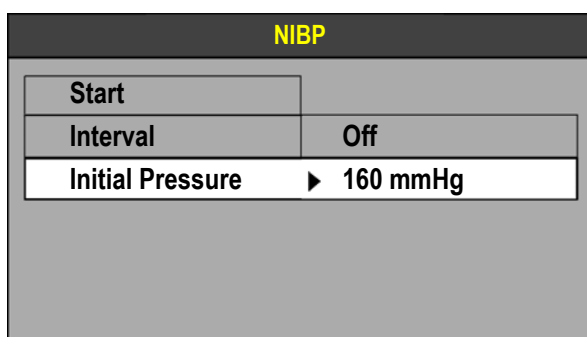 NIBP
Start
Interval Off
Initial Pressure ▶ 160 mmHg